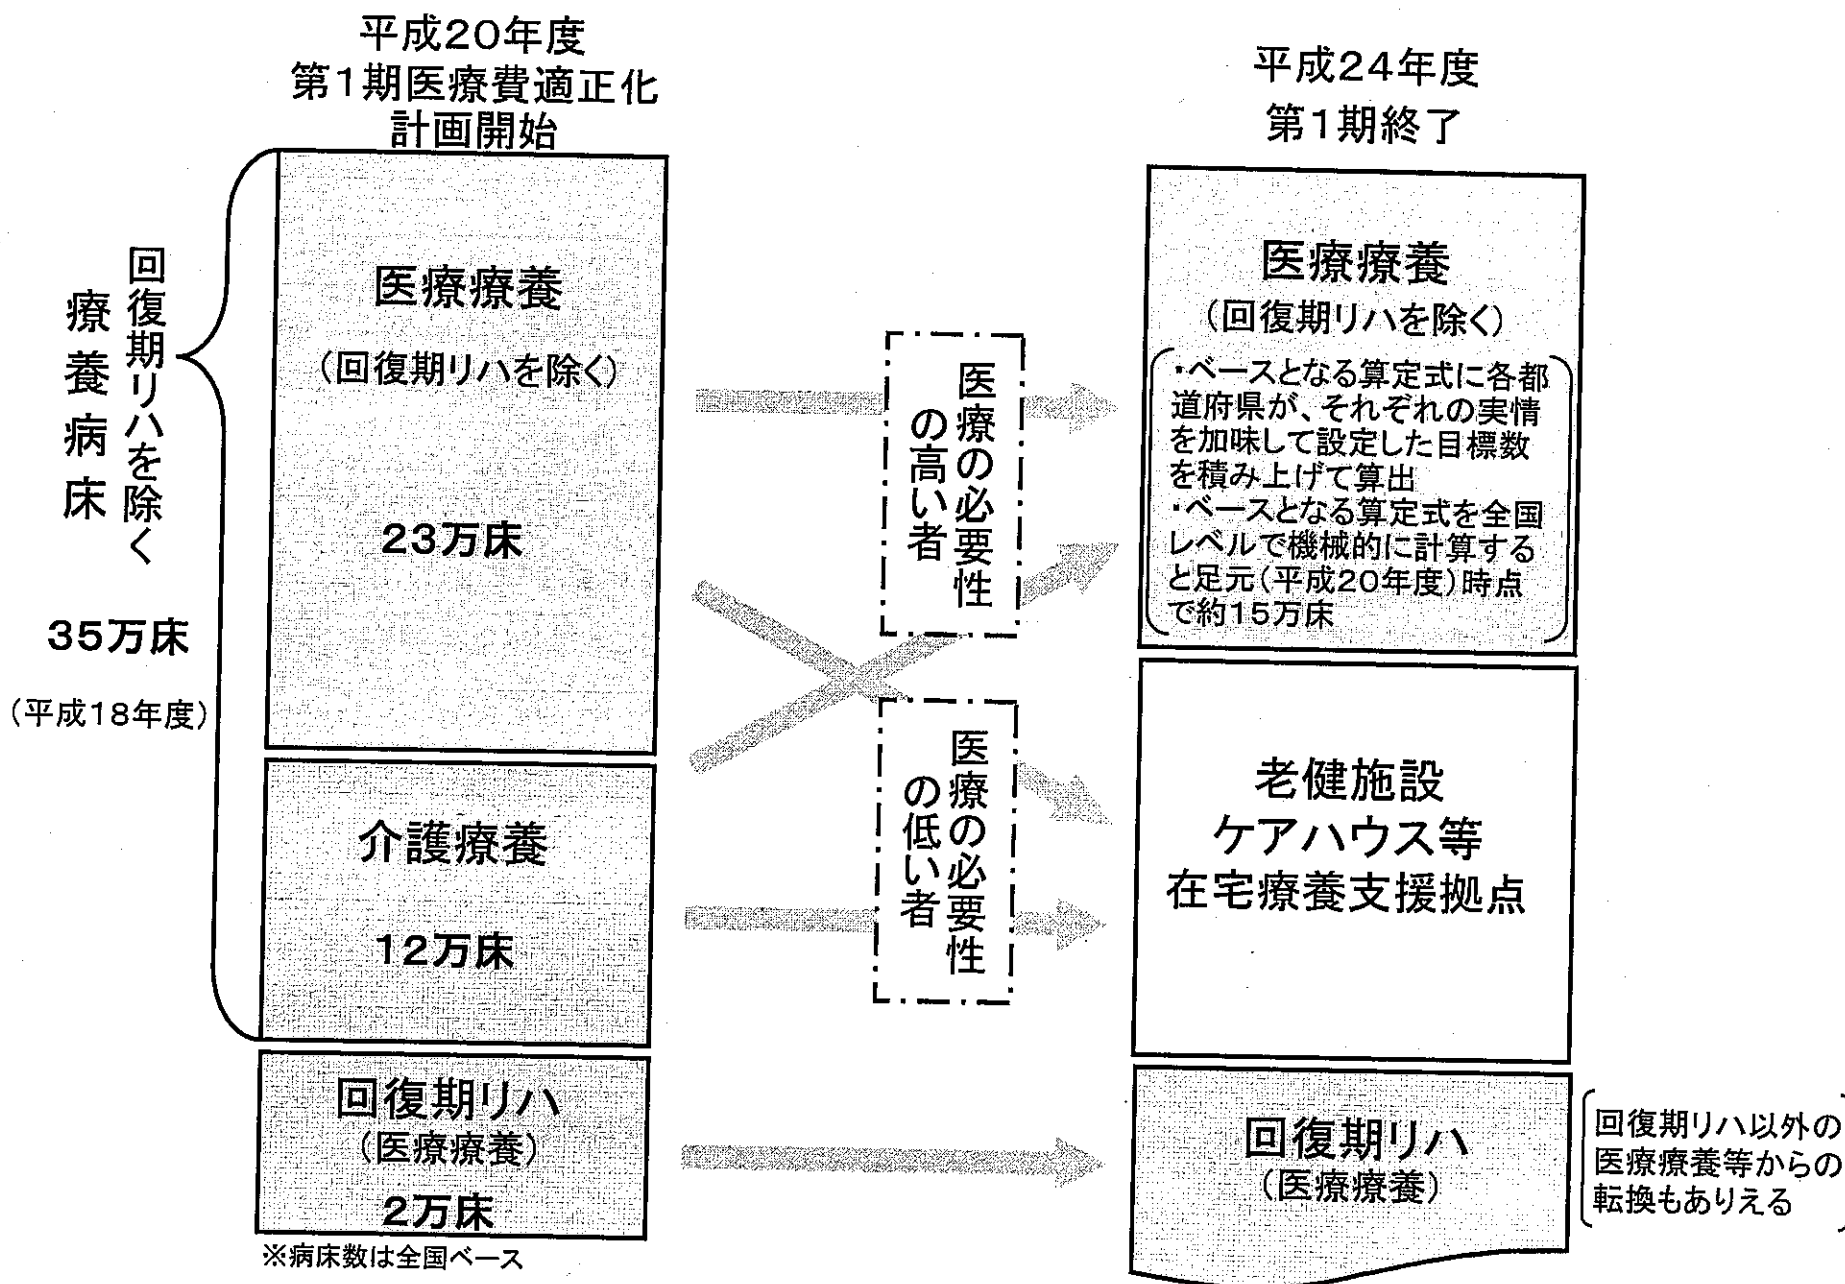 平成20年度
第1期医療費適正化
計画開始
平成24年度
第1期終了
回復期リハを除く
療養病床
35万床
(平成18年度)
医療療養
(回復期リハを除く)
23万床
介護療養
12万床
回復期リハ
(医療療養)
2万床
※病床数は全国ベース
医療の必要性
の高い者
医療の必要性
の低い者
医療療養
(回復期リハを除く)
・ベースとなる算定式に各都
道府県が、それぞれの実情
を加味して設定した目標数
を積み上げて算出
・ベースとなる算定式を全国
レベルで機械的に計算する
と足元(平成20年度)時点
で約15万床
老健施設
ケアハウス等
在宅療養支援拠点
回復期リハ
(医療療養)
回復期リハ以外の
医療療養等からの
転換もありえる